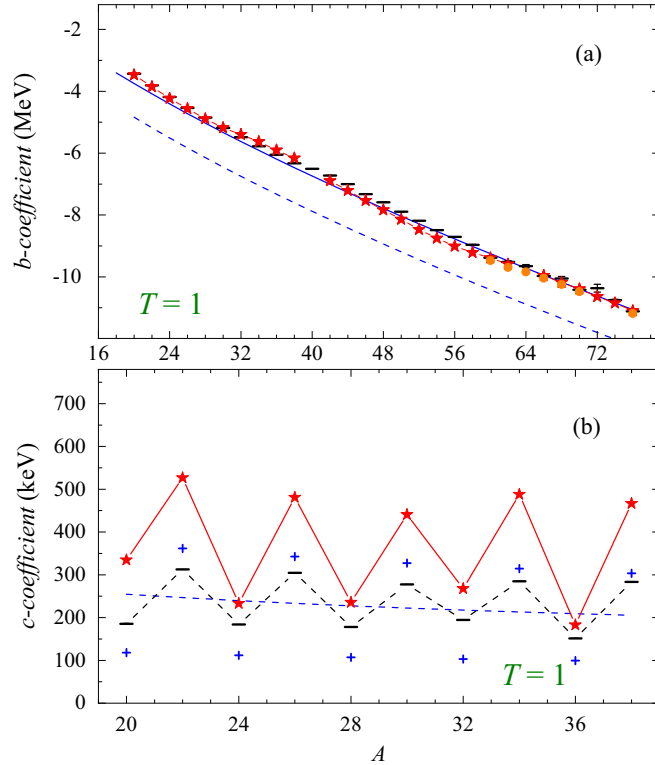 -2
(a)
-4
-6
-8
-10
b-coefficient (MeV)
T = 1
16 24 32 40 48 56 64 72
700
(b)
600
500
400
300
200
100
0
c-coefficient (keV)
T = 1
20 24 28 32 36
A